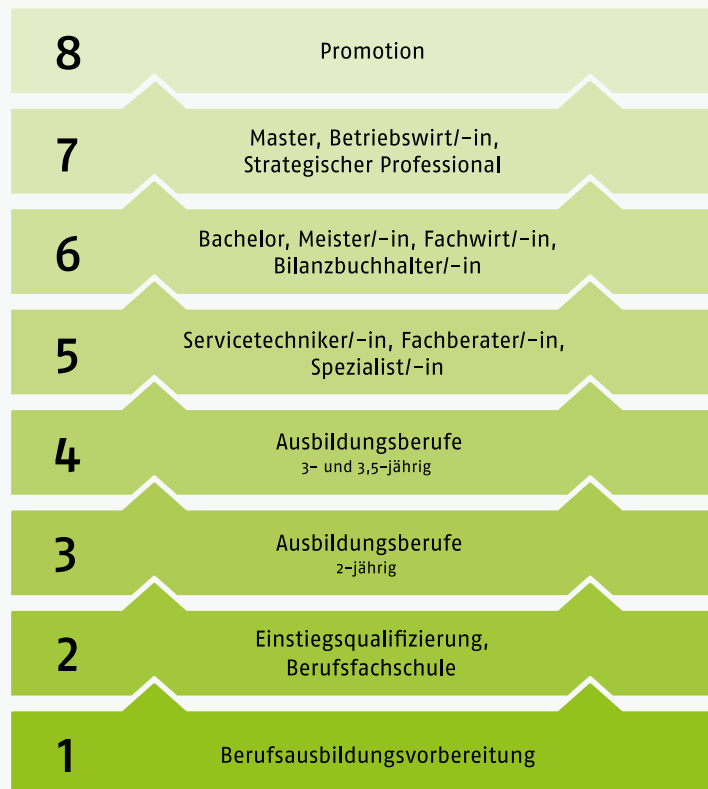 8
Promotion
7
Master, Betriebswirt/-in,
Strategischer Professional
6
Bachelor, Meister/-in, Fachwirt/-in,
Bilanzbuchhalter/-in
5
Servicetechniker/-in, Fachberater/-in,
Spezialist/-in
4
Ausbildungsberufe
3- und 3,5-jährig
3
Ausbildungsberufe
2-jährig
2
Einstiegsqualifizierung,
Berufsfachschule
1
Berufsausbildungsvorbereitung